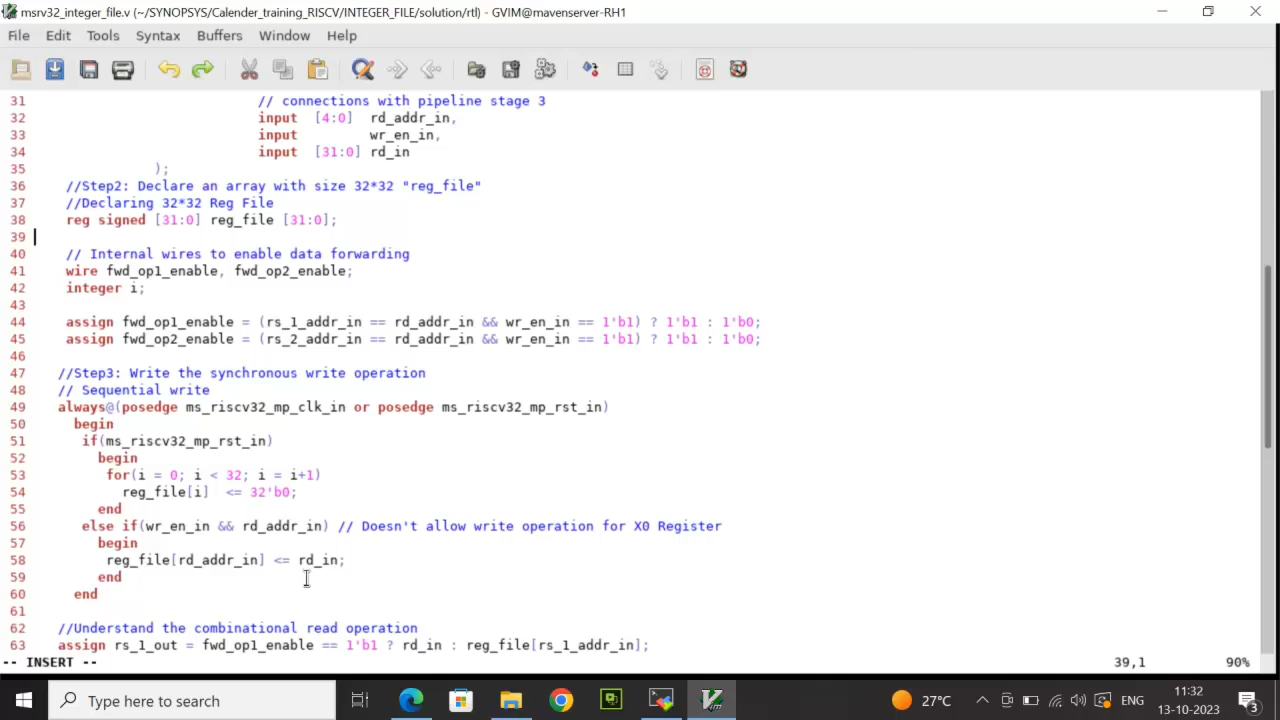 msrv32_integer_file.v (~/SYNOPSYS/Calender_training_RISCV/INTEGER_FILE/solution/rtl) - GVIM@mavenserver-RH1
File Edit Tools Syntax Buffers Window Help
31 // connections with pipeline stage 3
32 input [4:0] rd_addr_in,
33 input wr_en_in,
34 input [31:0] rd_in
35 );
36 //Step2: Declare an array with size 32*32 "reg_file"
37 //Declaring 32*32 Reg File
38 reg signed [31:0] reg_file [31:0];
39
40 // Internal wires to enable data forwarding
41 wire fwd_op1_enable, fwd_op2_enable;
42 integer i;
43
44 assign fwd_op1_enable = (rs_1_addr_in == rd_addr_in && wr_en_in == 1'b1) ? 1'b1 : 1'b0;
45 assign fwd_op2_enable = (rs_2_addr_in == rd_addr_in && wr_en_in == 1'b1) ? 1'b1 : 1'b0;
46
47 //Step3: Write the synchronous write operation
48 // Sequential write
49 always@(posedge ms_riscv32_mp_clk_in or posedge ms_riscv32_mp_rst_in)
50 begin
51 if(ms_riscv32_mp_rst_in)
52 begin
53 for(i = 0; i < 32; i = i+1)
54 reg_file[i] <= 32'b0;
55 end
56 else if(wr_en_in && rd_addr_in) // Doesn't allow write operation for X0 Register
57 begin
58 reg_file[rd_addr_in] <= rd_in;
59 end
60 end
61
62 //Understand the combinational read operation
63 assign rs_1_out = fwd_op1_enable == 1'b1 ? rd_in : reg_file[rs_1_addr_in];
-- INSERT -- 39,1 90%
Type here to search 27°C ENG 11:32
13-10-2023 3